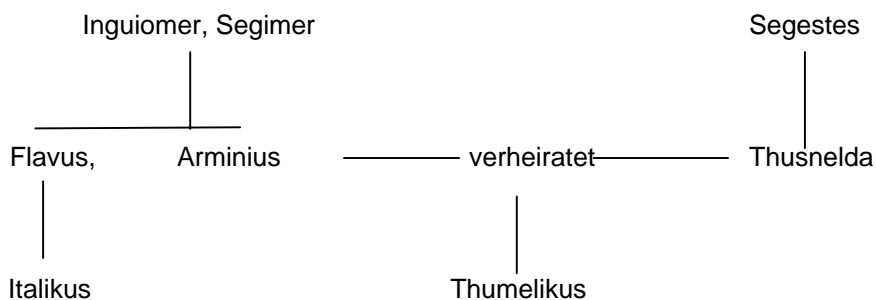 Inguiomer, Segimer Segestes
Flavus, Arminius verheiratet Thusnelda
Italikus Thumelikus